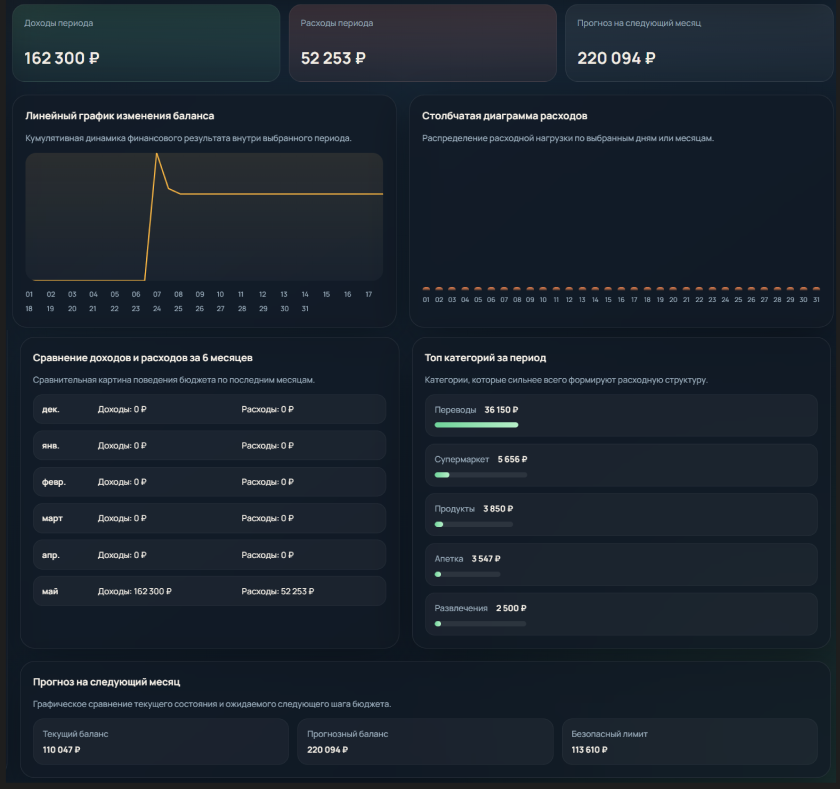 Доходы периода
162 300 ₽
Расходы периода
52 253 ₽
Прогноз на следующий месяц
220 094 ₽
Линейный график изменения баланса
Кумулятивная динамика финансового результата внутри выбранного периода.
01 02 03 04 05 06 07 08 09 10 11 12 13 14 15 16 17
18 19 20 21 22 23 24 25 26 27 28 29 30 31
Столбчатая диаграмма расходов
Распределение расходной нагрузки по выбранным дням или месяцам.
01 02 03 04 05 06 07 08 09 10 11 12 13 14 15 16 17 18 19 20 21 22 23 24 25 26 27 28 29 30 31
Сравнение доходов и расходов за 6 месяцев
Сравнительная картина поведения бюджета по последним месяцам.
дек. Доходы: 0 ₽ Расходы: 0 ₽
янв. Доходы: 0 ₽ Расходы: 0 ₽
февр. Доходы: 0 ₽ Расходы: 0 ₽
март Доходы: 0 ₽ Расходы: 0 ₽
апр. Доходы: 0 ₽ Расходы: 0 ₽
май Доходы: 162 300 ₽ Расходы: 52 253 ₽
Топ категорий за период
Категории, которые сильнее всего формируют расходную структуру.
Переводы 36 150 ₽
Супермаркет 5 656 ₽
Продукты 3 850 ₽
Апетка 3 547 ₽
Развлечения 2 500 ₽
Прогноз на следующий месяц
Графическое сравнение текущего состояния и ожидаемого следующего шага бюджета.
Текущий баланс
110 047 ₽
Прогнозный баланс
220 094 ₽
Безопасный лимит
113 610 ₽